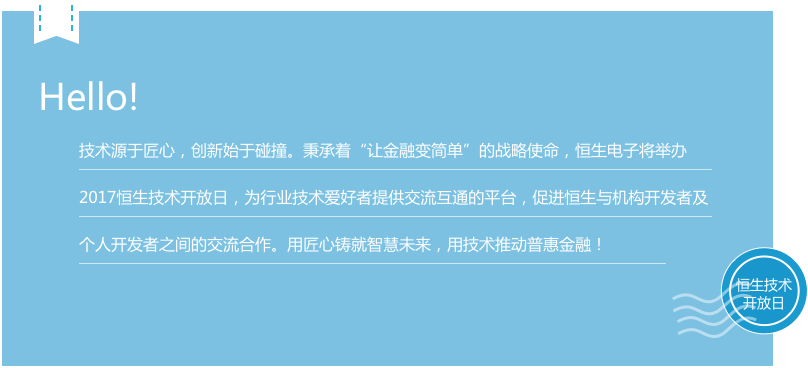 Hello!
技术源于匠心，创新始于碰撞。秉承着“让金融变简单”的战略使命，恒生电子将举办
2017恒生技术开放日，为行业技术爱好者提供交流互通的平台，促进恒生与机构开发者及
个人开发者之间的交流合作。用匠心铸就智慧未来，用技术推动普惠金融！
恒生技术
开放日